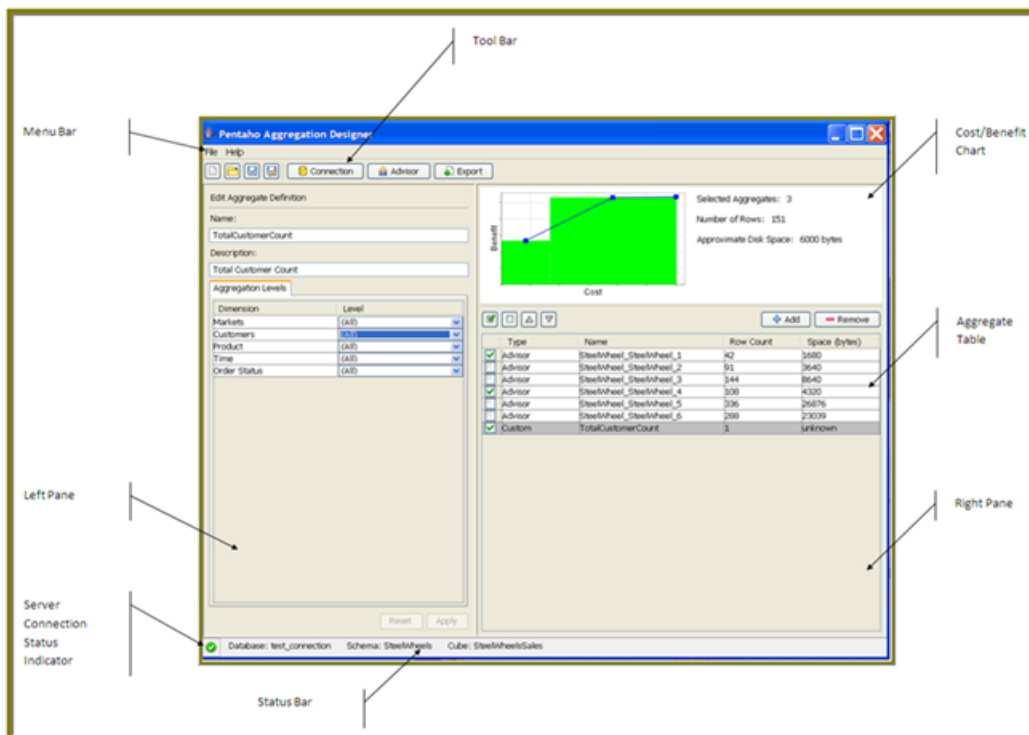 Tool Bar
Menu Bar
Cost/Benefit
Chart
Pentaho Aggregation Designer
File Help
Connection Advisor Export
Edit Aggregate Definition
Name:
TotalCustomerCount
Description:
Total Customer Count
Aggregation Levels
Dimension Level
Markets (All)
Customers (All)
Product (All)
Time (All)
Order Status (All)
Reset Apply
Benefit
Cost
Selected Aggregates: 3
Number of Rows: 151
Approximate Disk Space: 6000 bytes
Add Remove
Type Name Row Count Space (bytes)
Advisor SteelWheel_SteelWheel_1 42 1680
Advisor SteelWheel_SteelWheel_2 91 3640
Advisor SteelWheel_SteelWheel_3 144 8640
Advisor SteelWheel_SteelWheel_4 108 4320
Advisor SteelWheel_SteelWheel_5 336 26876
Advisor SteelWheel_SteelWheel_6 288 23039
Custom TotalCustomerCount 1 unknown
Aggregate
Table
Left Pane
Right Pane
Server
Connection
Status
Indicator
Database: test_connection Schema: SteelWheels Cube: SteelWheelsSales
Status Bar